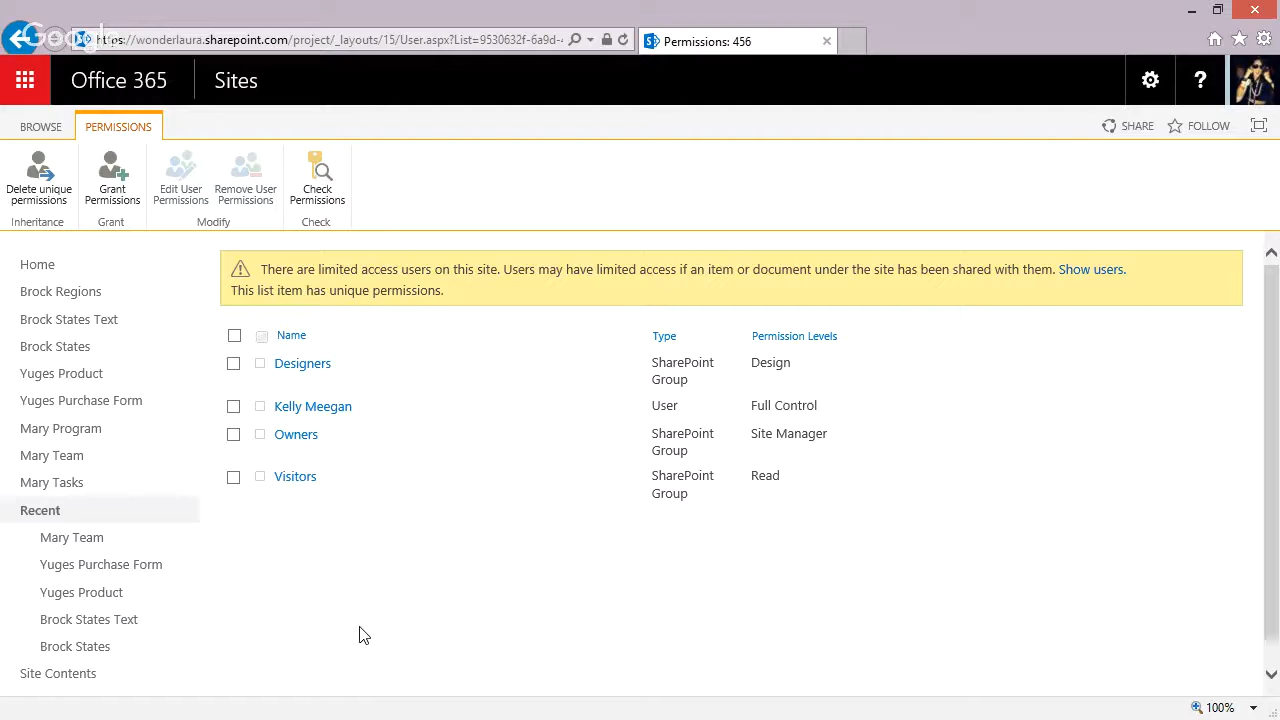 Google
https://wonderlaura.sharepoint.com/project/_layouts/15/User.aspx?List=9530632f-6a9d-
Permissions: 456
Office 365
Sites
?
BROWSE
PERMISSIONS
SHARE
FOLLOW
Delete unique permissions
Grant Permissions
Edit User Permissions
Remove User Permissions
Check Permissions
Inheritance
Grant
Modify
Check
There are limited access users on this site. Users may have limited access if an item or document under the site has been shared with them. Show users.
This list item has unique permissions.
Home
Brock Regions
Brock States Text
Brock States
Yuges Product
Yuges Purchase Form
Mary Program
Mary Team
Mary Tasks
Recent
Mary Team
Yuges Purchase Form
Yuges Product
Brock States Text
Brock States
Site Contents
Name Type Permission Levels
Designers SharePoint Group Design
Kelly Meegan User Full Control
Owners SharePoint Group Site Manager
Visitors SharePoint Group Read
100%